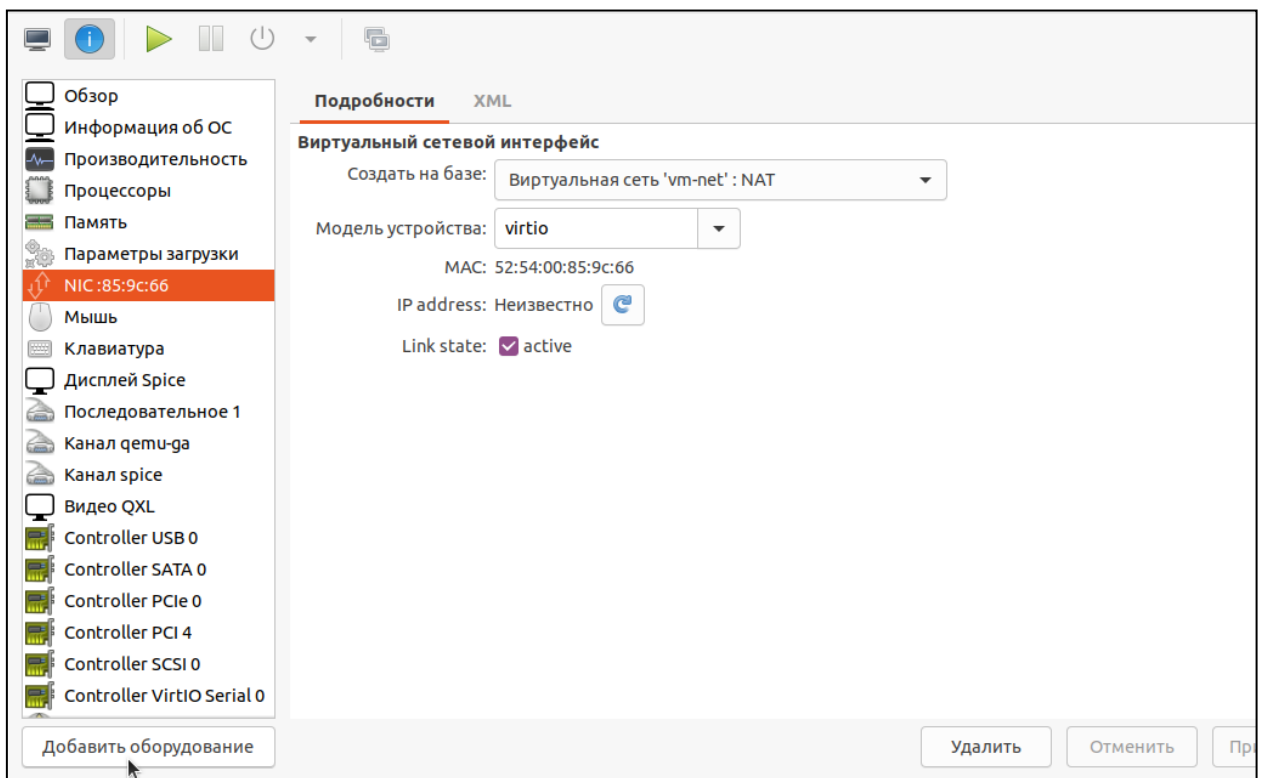 Обзор
Информация об ОС
Производительность
Процессоры
Память
Параметры загрузки
NIC :85:9c:66
Мышь
Клавиатура
Дисплей Spice
Последовательное 1
Канал qemu-ga
Канал spice
Видео QXL
Controller USB 0
Controller SATA 0
Controller PCIe 0
Controller PCI 4
Controller SCSI 0
Controller VirtIO Serial 0
Добавить оборудование
Подробности XML
Виртуальный сетевой интерфейс
Создать на базе: Виртуальная сеть 'vm-net' : NAT
Модель устройства: virtio
MAC: 52:54:00:85:9c:66
IP address: Неизвестно
Link state: active
Удалить Отменить